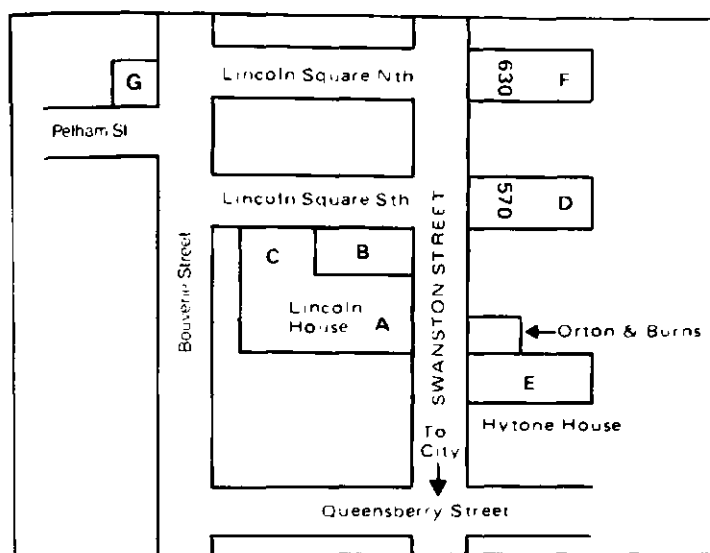 G
Lincoln Square Nth
630
F
Pelham St
Lincoln Square Sth
570
D
C
B
Bouverie Street
SWANSTON STREET
Lincoln
House
A
Orton & Burns
E
Hytone House
To
City
Queensberry Street